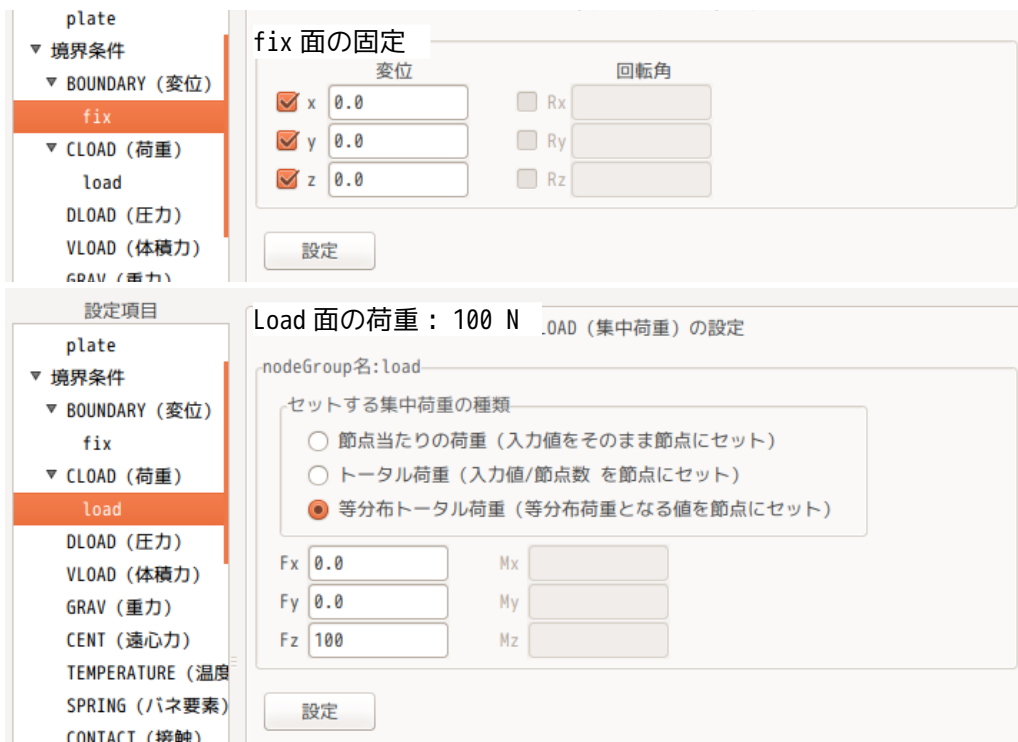 plate
▼ 境界条件
▼ BOUNDARY (変位)
fix
▼ CLOAD (荷重)
load
DLOAD (圧力)
VLOAD (体積力)
GRAV (重力)
fix 面の固定
変位 回転角
x 0.0 Rx
y 0.0 Ry
z 0.0 Rz
設定
設定項目
plate
▼ 境界条件
▼ BOUNDARY (変位)
fix
▼ CLOAD (荷重)
load
DLOAD (圧力)
VLOAD (体積力)
GRAV (重力)
CENT (遠心力)
TEMPERATURE (温度
SPRING (バネ要素)
CONTACT (接触)
Load 面の荷重: 100 N
LOAD (集中荷重) の設定
nodeGroup名:load
セットする集中荷重の種類
節点当たりの荷重 (入力値をそのまま節点にセット)
トータル荷重 (入力値/節点数 を節点にセット)
等分布トータル荷重 (等分布荷重となる値を節点にセット)
Fx 0.0 Mx
Fy 0.0 My
Fz 100 Mz
設定